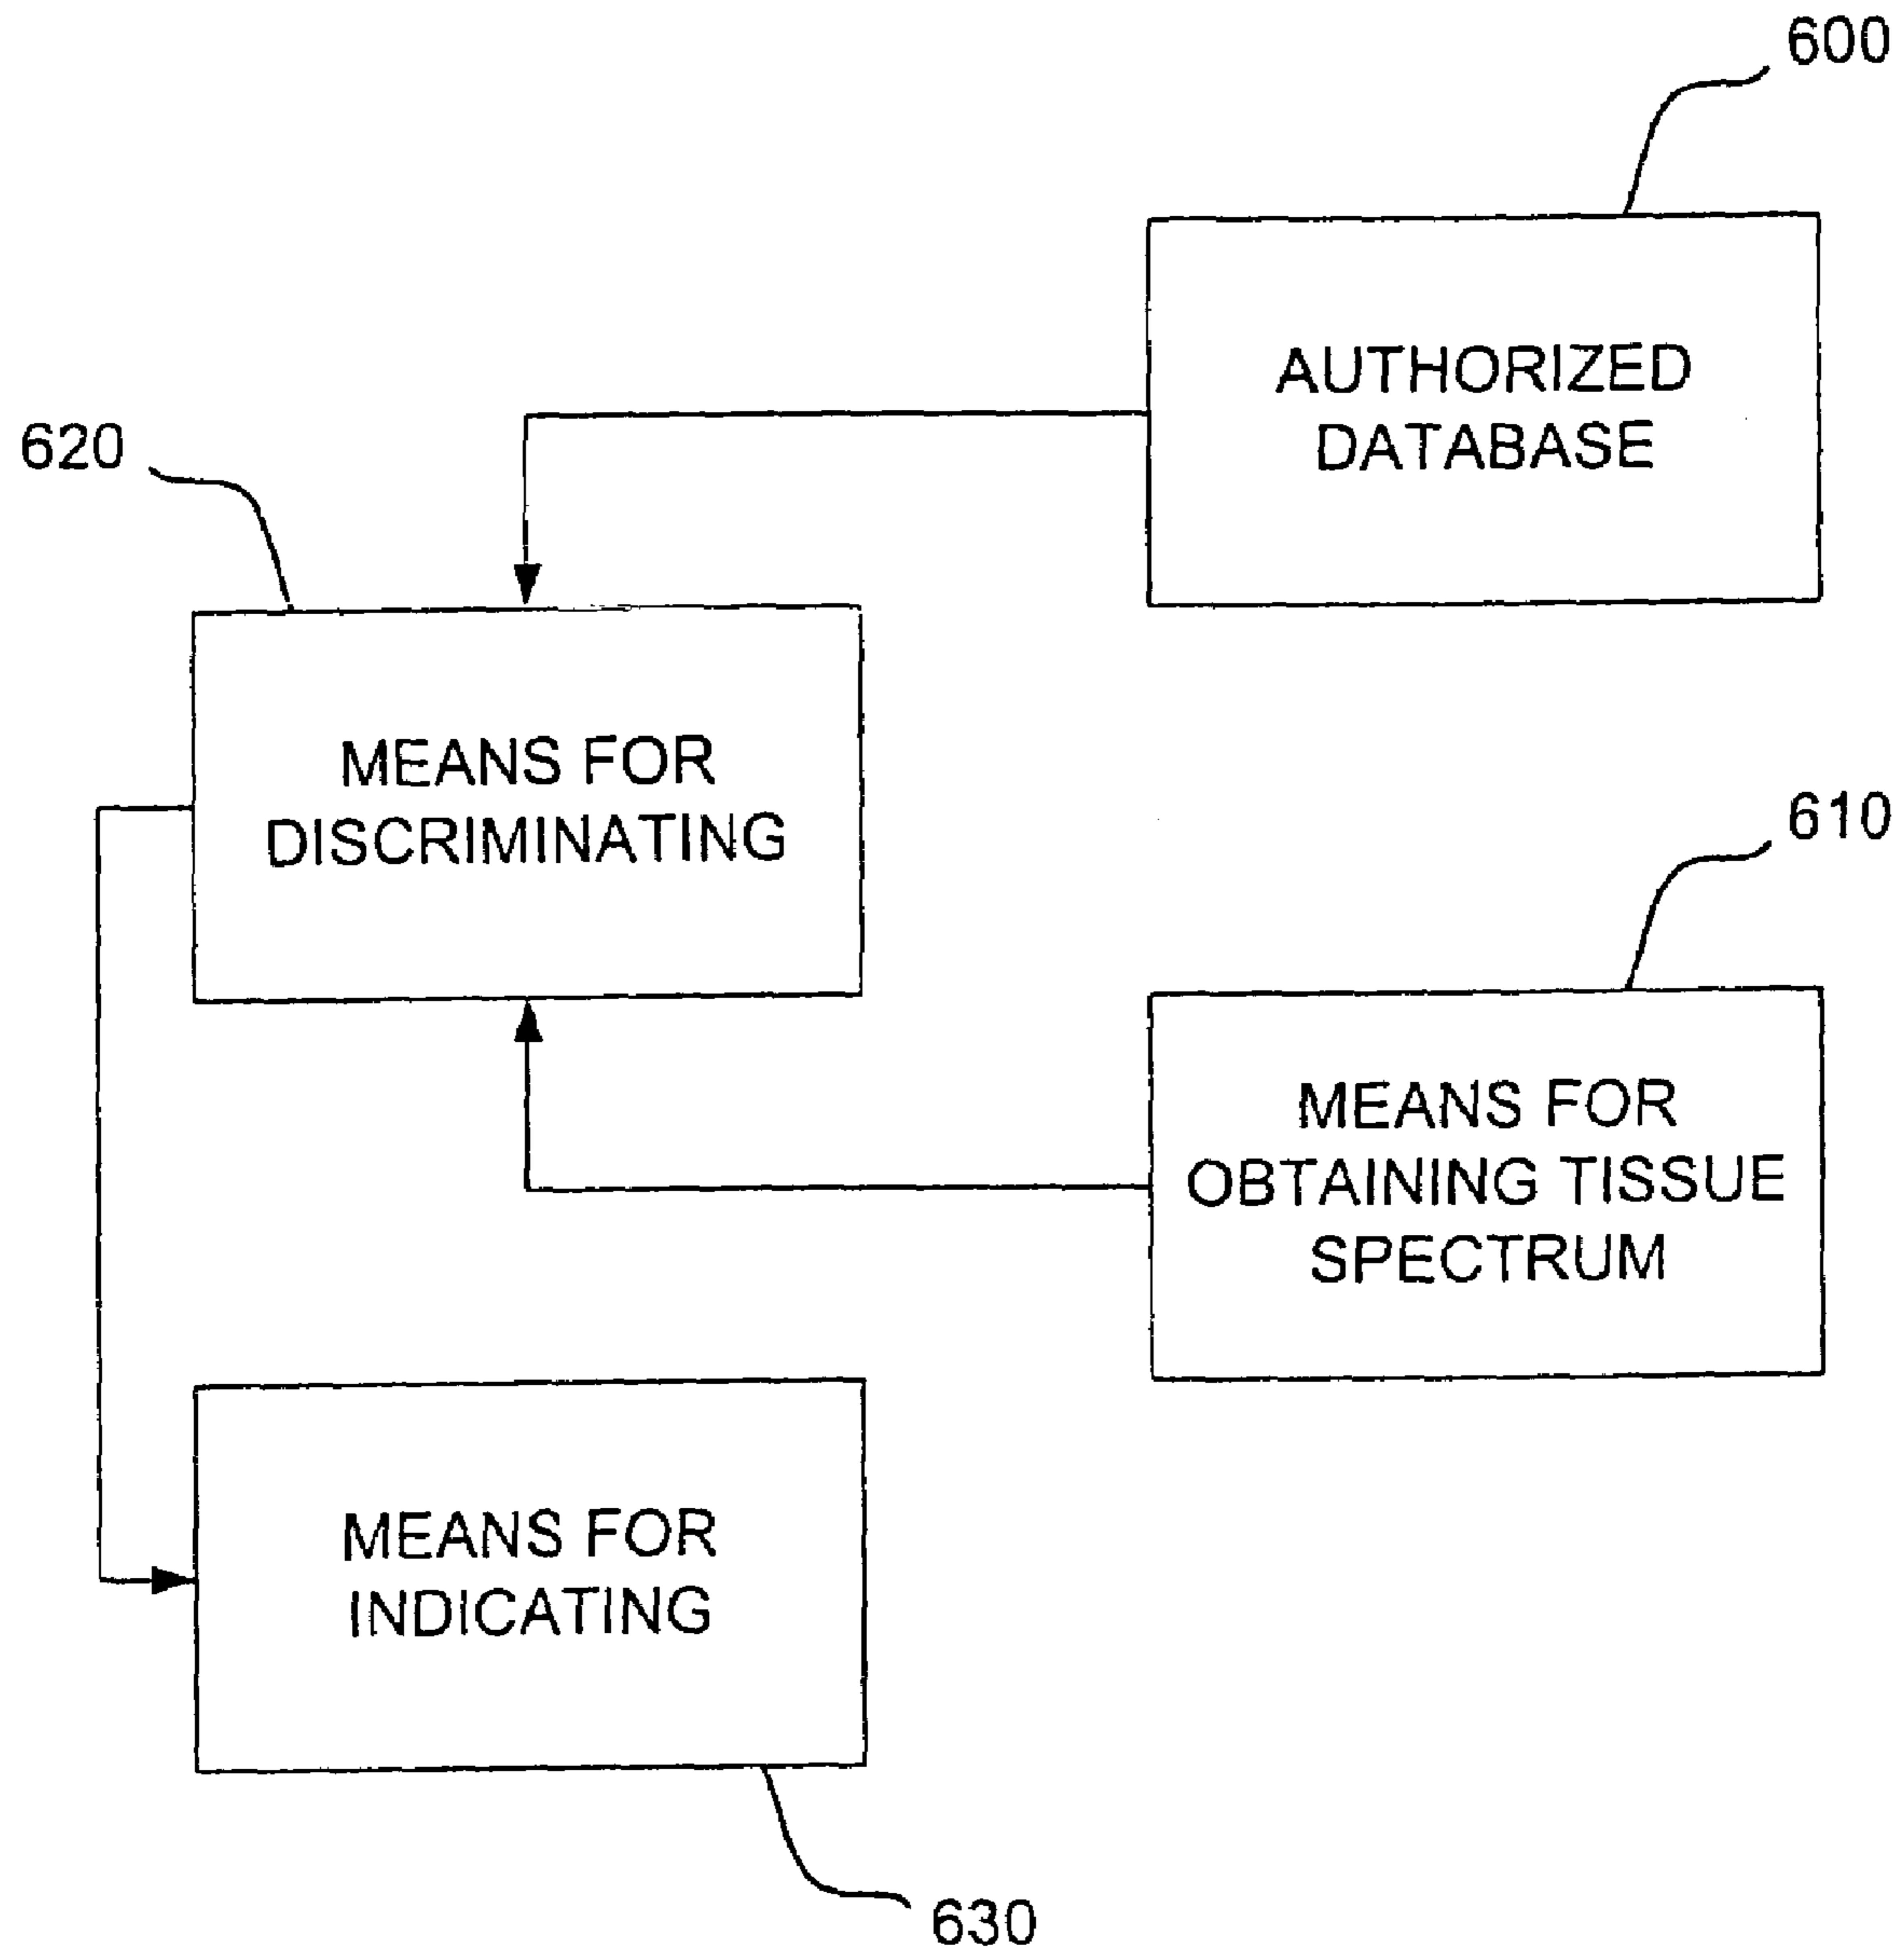 600
AUTHORIZED
DATABASE
620
MEANS FOR
DISCRIMINATING
610
MEANS FOR
OBTAINING TISSUE
SPECTRUM
MEANS FOR
INDICATING
630